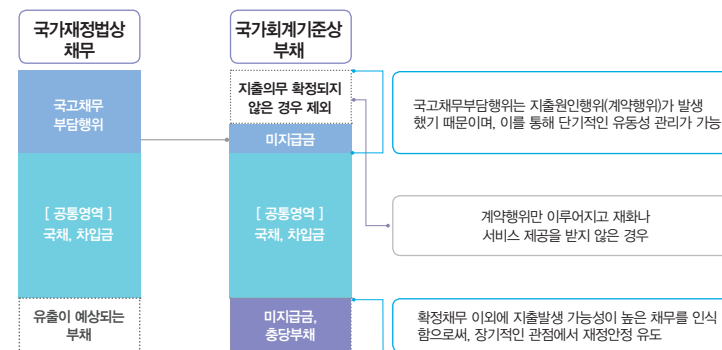 국가재정법상
채무
국고채무
부담행위
[ 공통영역 ]
국채, 차입금
유출이 예상되는
부채
국가회계기준상
부채
지출의무 확정되지
않은 경우 제외
미지급금
[ 공통영역 ]
국채, 차입금
미지급금,
충당부채
국고채무부담행위는 지출원인행위(계약행위)가 발생
했기 때문이며, 이를 통해 단기적인 유동성 관리가 가능
계약행위만 이루어지고 재화나
서비스 제공을 받지 않은 경우
확정채무 이외에 지출발생 가능성이 높은 채무를 인식
함으로써, 장기적인 관점에서 재정안정 유도